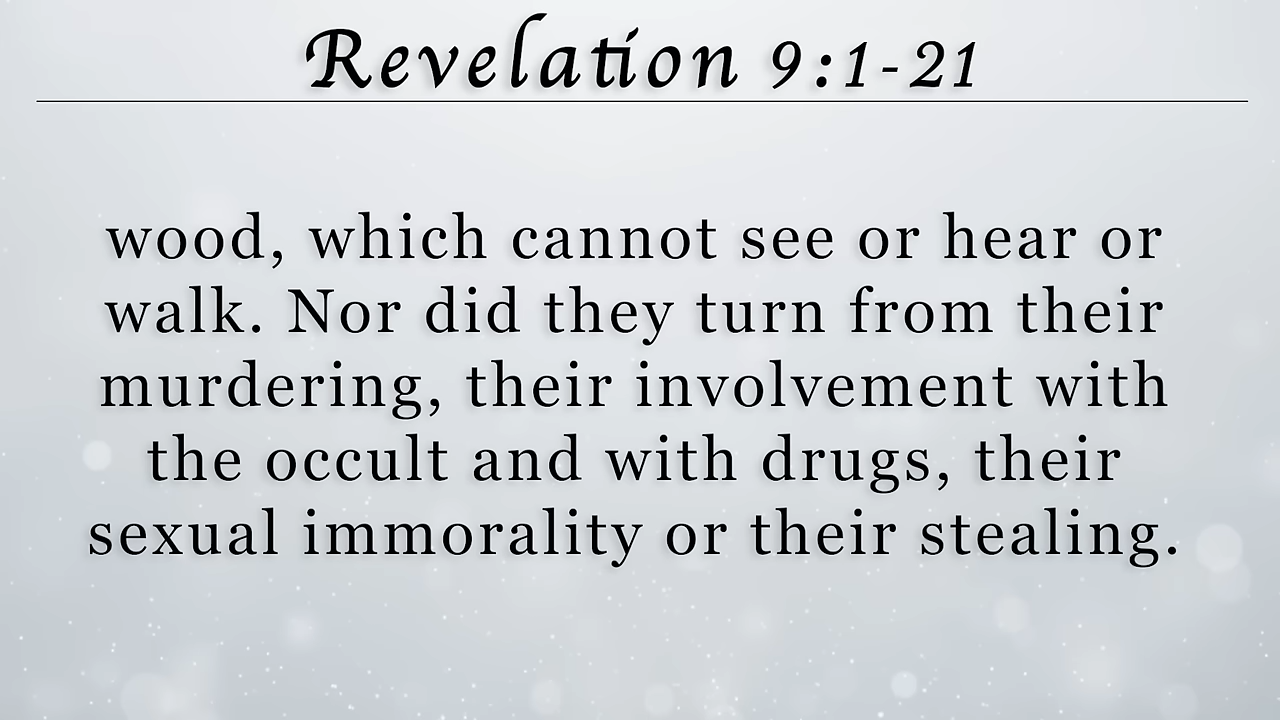 Revelation 9:1-21
wood, which cannot see or hear or
walk. Nor did they turn from their
murdering, their involvement with
the occult and with drugs, their
sexual immorality or their stealing.